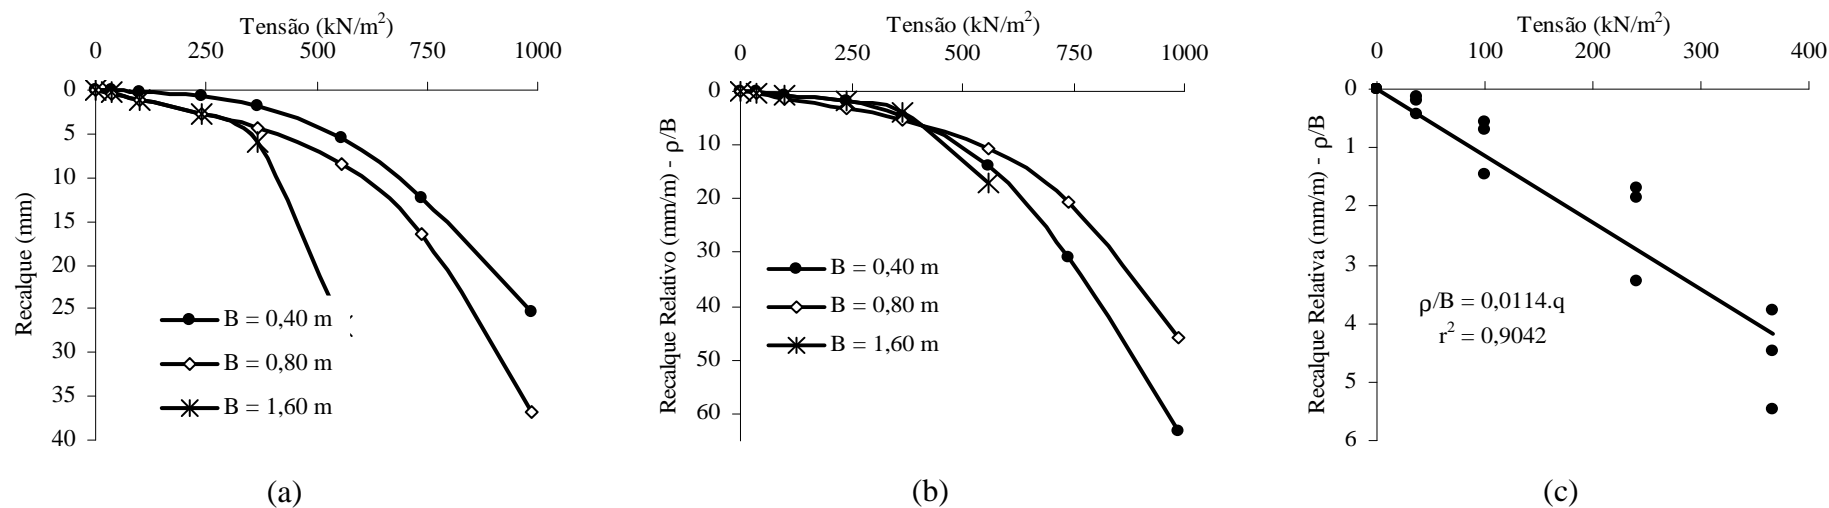 Tensão (kN/m²)
0 250 500 750 1000
0
5
10
15
20
25
30
35
40
Recalque (mm)
B = 0,40 m
B = 0,80 m
B = 1,60 m
(a)
Tensão (kN/m²)
0 250 500 750 1000
0
10
20
30
40
50
60
Recalque Relativo (mm/m) - ρ/B
B = 0,40 m
B = 0,80 m
B = 1,60 m
(b)
Tensão (kN/m²)
0 100 200 300 400
0
1
2
3
4
5
6
Recalque Relativa (mm/m) - ρ/B
ρ/B = 0,0114.q
r² = 0,9042
(c)